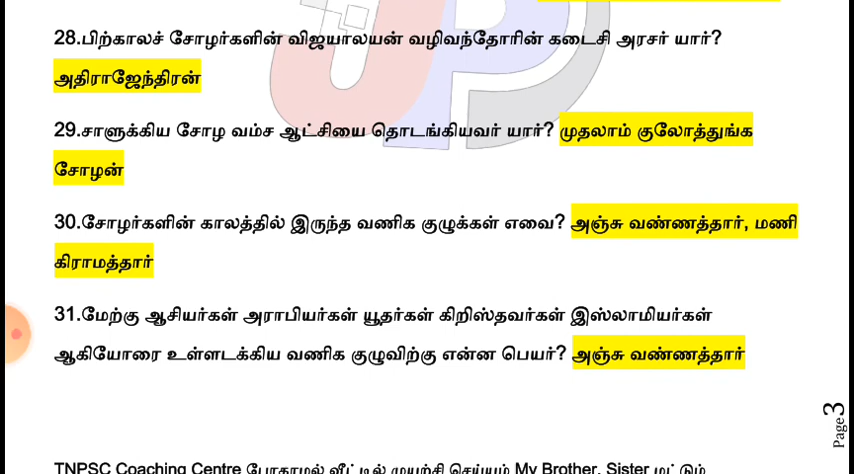 28.பிற்காலச் சோழர்களின் விஜயாலயன் வழிவந்தோரின் கடைசி அரசர் யார்?
அதிராஜேந்திரன்
29.சாளுக்கிய சோழ வம்ச ஆட்சியை தொடங்கியவர் யார்? முதலாம் குலோத்துங்க
சோழன்
30.சோழர்களின் காலத்தில் இருந்த வணிக குழுக்கள் எவை? அஞ்சு வண்ணத்தார், மணி
கிராமத்தார்
31.மேற்கு ஆசியர்கள் அராபியர்கள் யூதர்கள் கிறிஸ்தவர்கள் இஸ்லாமியர்கள்
ஆகியோரை உள்ளடக்கிய வணிக குழுவிற்கு என்ன பெயர்? அஞ்சு வண்ணத்தார்
Page3
TNPSC Coaching Centre போகாமல் வீட்டில் முயற்சி செய்யும் My Brother, Sister மட்டும்